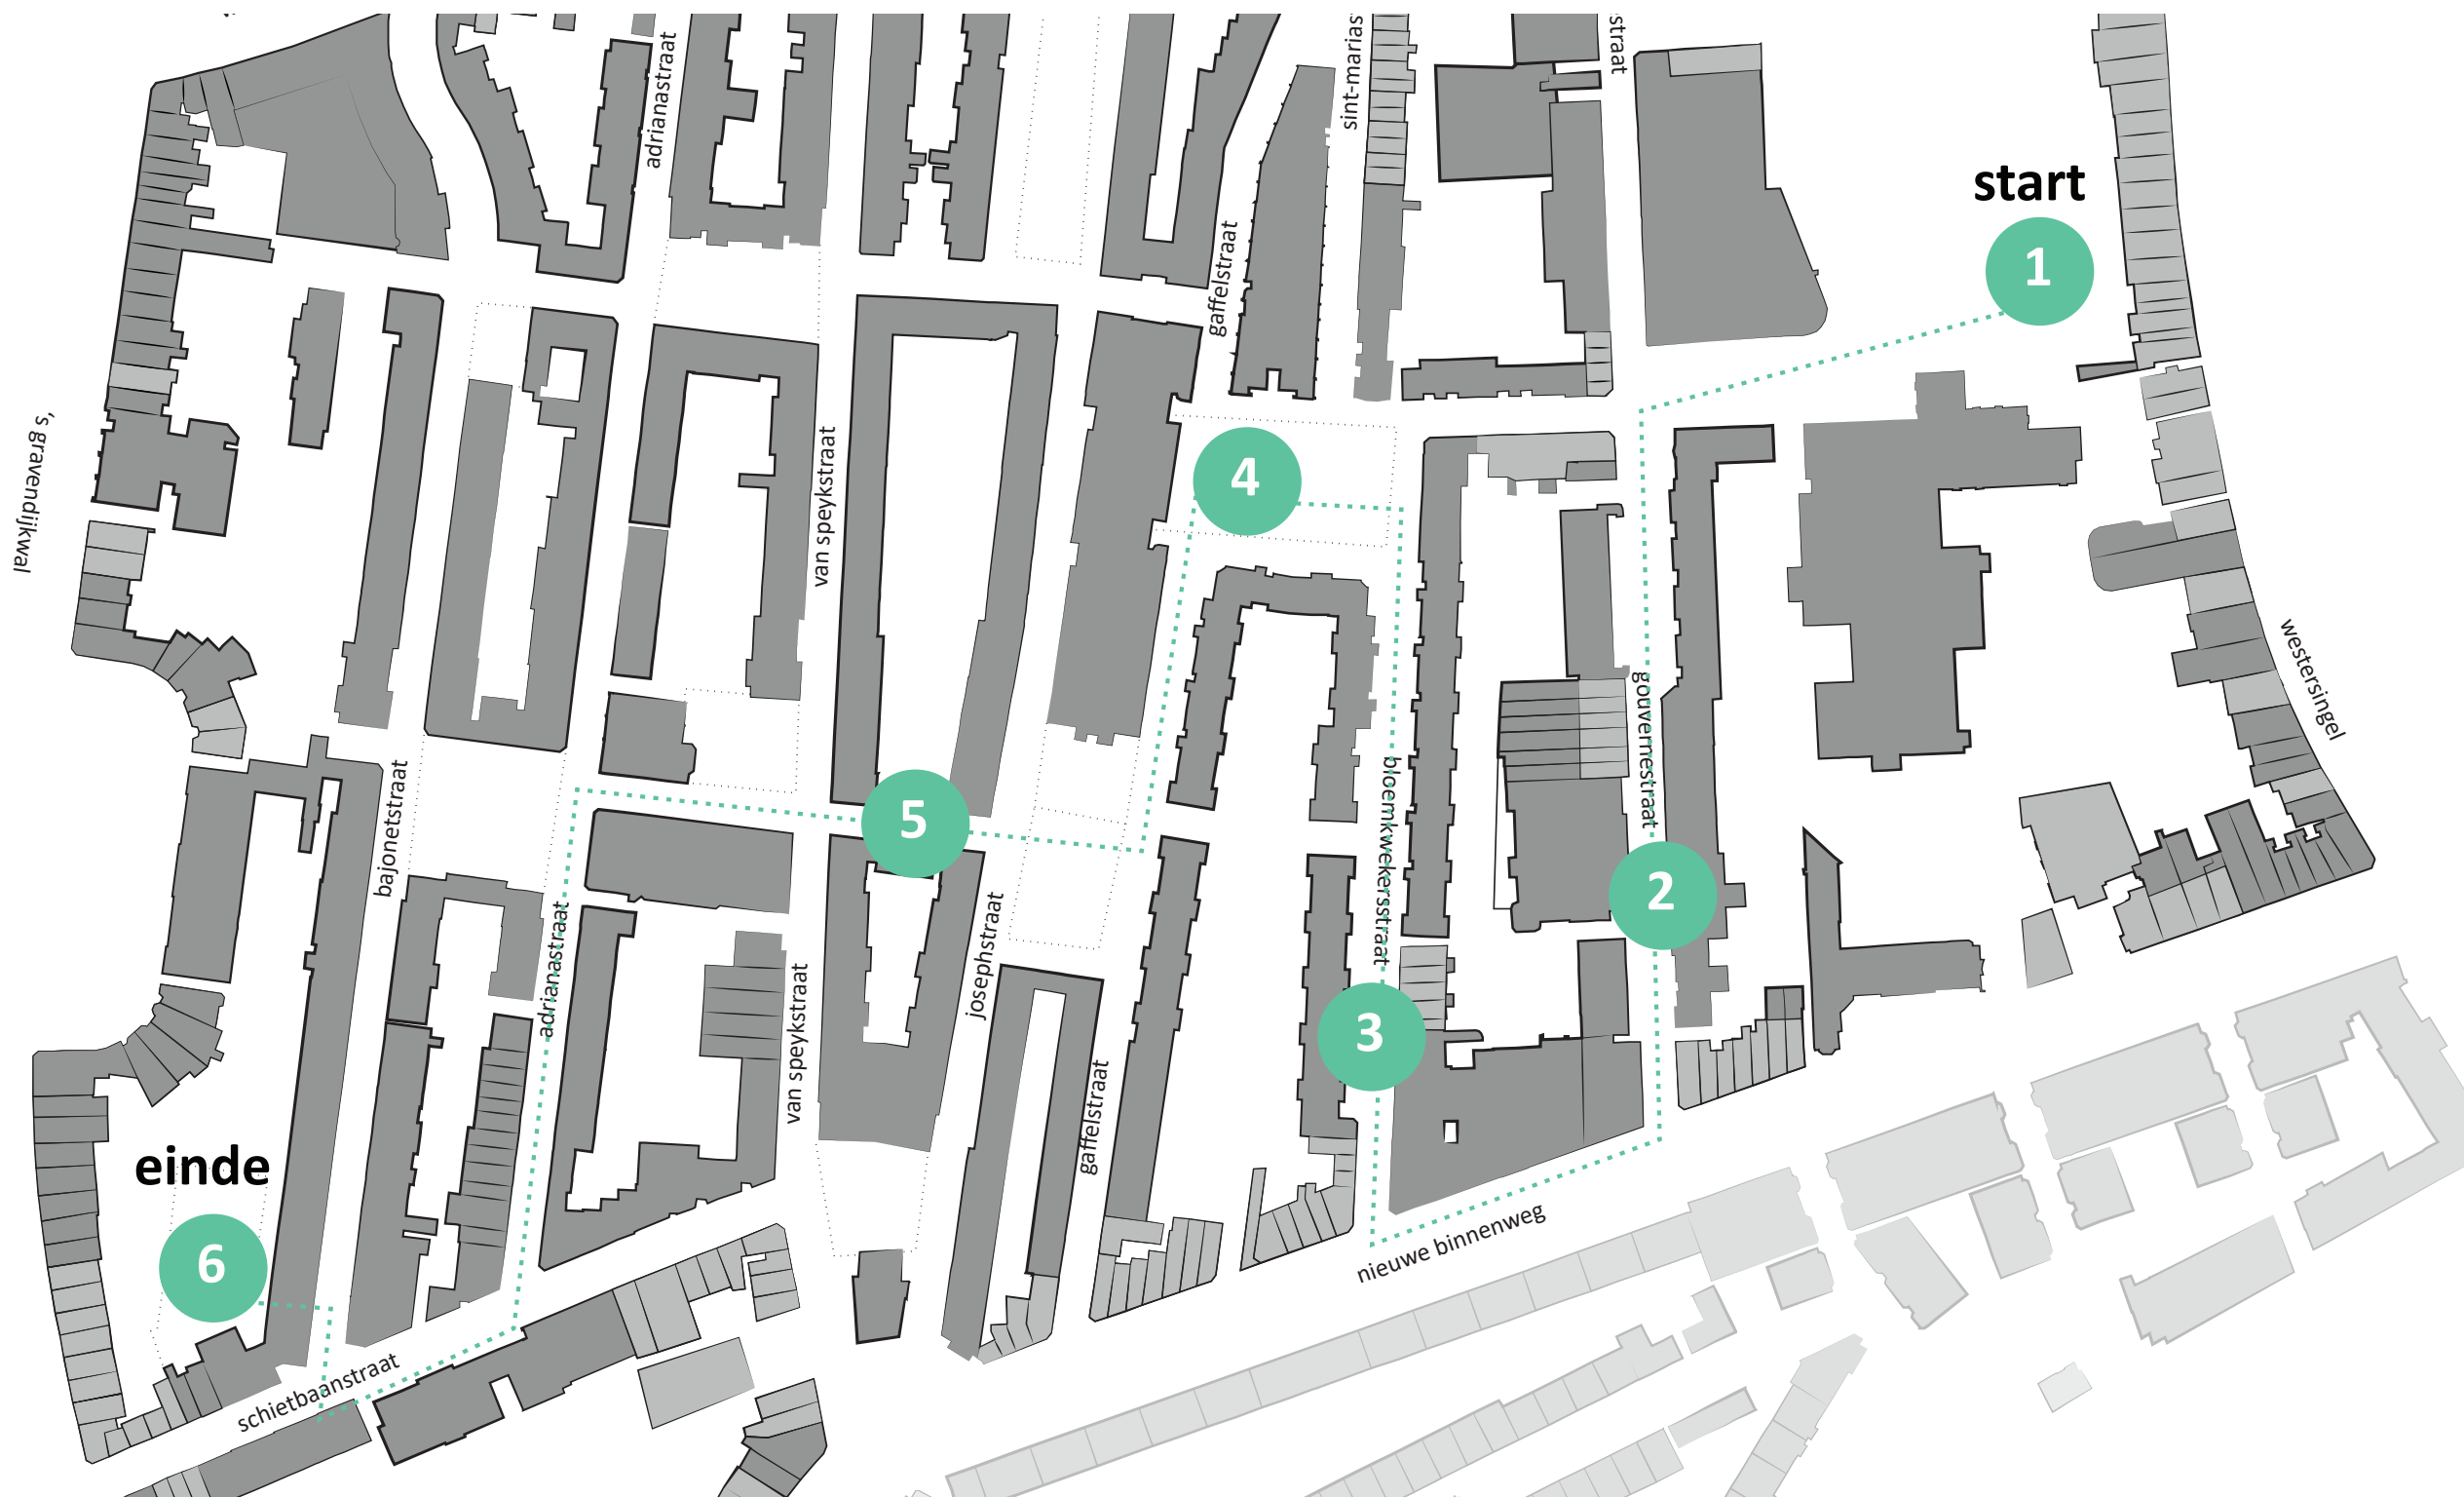 adrianastraat
sint-marias
straat
start
1
gaffelstraat
's gravendijkwal
van speykstraat
4
westersingel
gouvernestraat
bajonetstraat
bloemkwekersstraat
5
2
adrianastraat
josephstraat
van speykstraat
3
gaffelstraat
einde
6
nieuwe binnenweg
schietbaanstraat